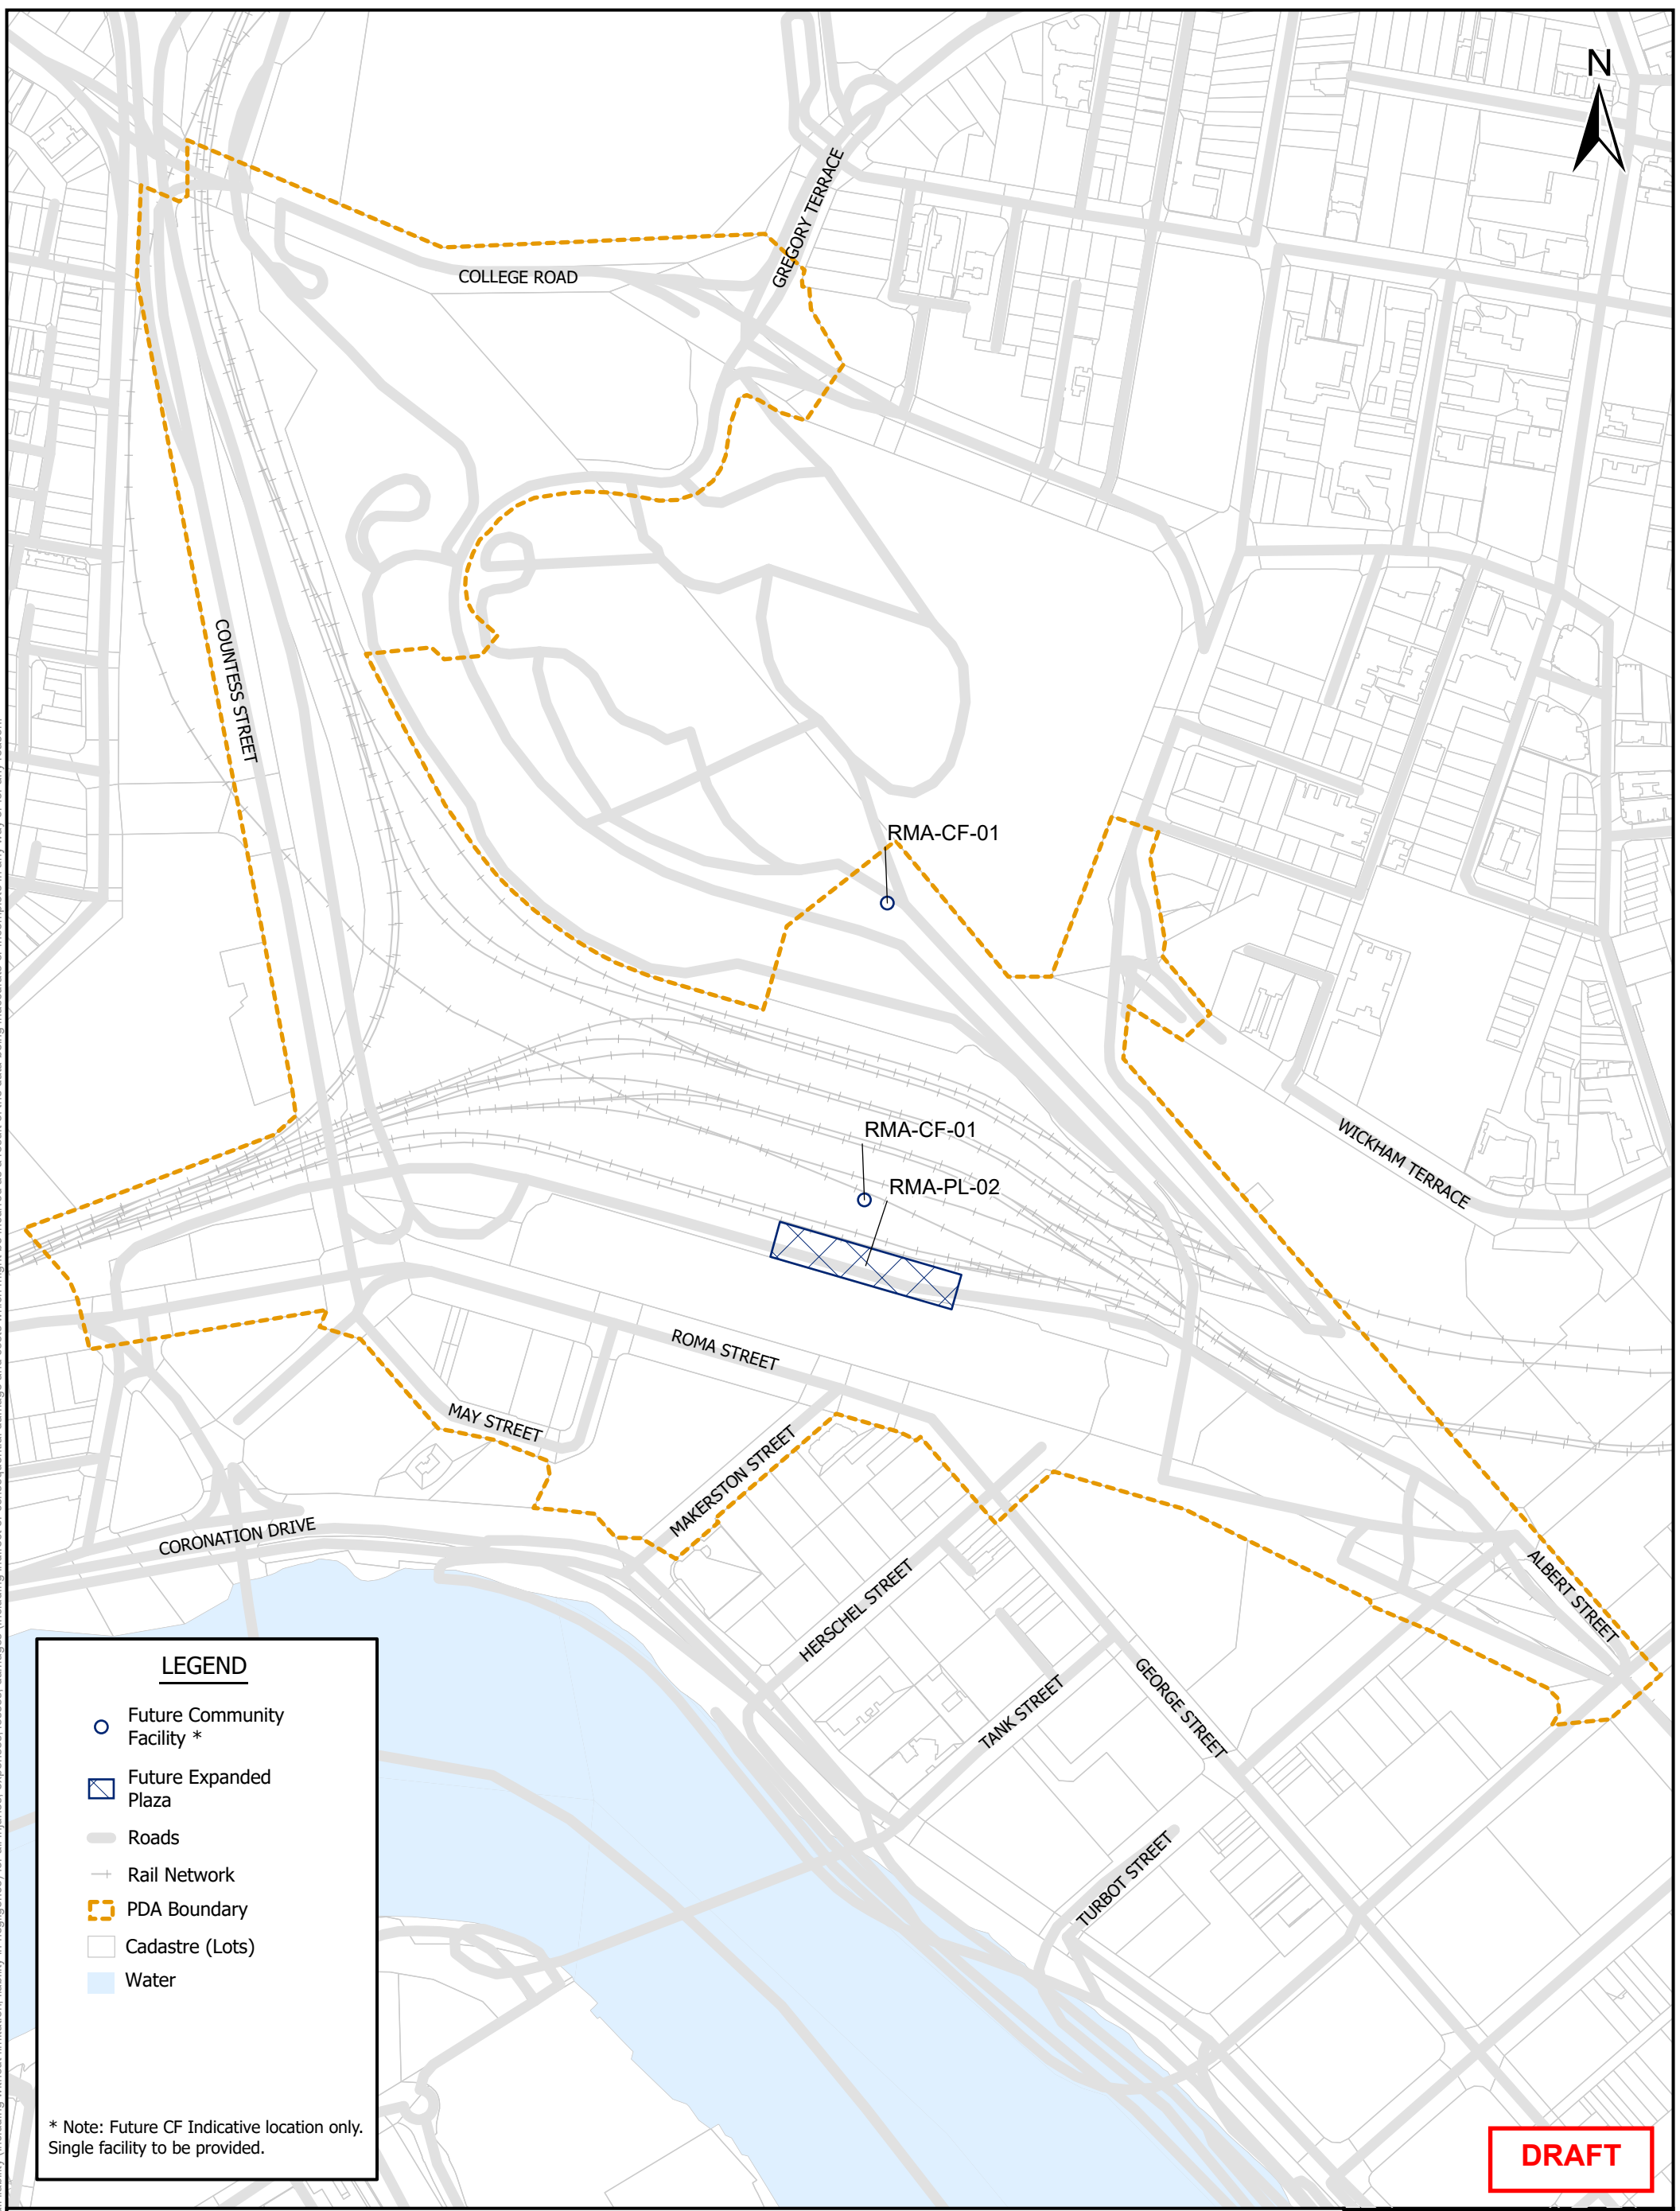 N
GREGORY TERRACE
COLLEGE ROAD
COUNTESS STREET
RMA-CF-01
RMA-CF-01
WICKHAM TERRACE
RMA-PL-02
ROMA STREET
MAY STREET
MAKERSTON STREET
CORONATION DRIVE
HERSCHEL STREET
ALBERT STREET
TANK STREET
GEORGE STREET
TURBOT STREET
LEGEND
Future Community
Facility *
Future Expanded
Plaza
Roads
Rail Network
PDA Boundary
Cadastre (Lots)
Water
* Note: Future CF Indicative location only.
Single facility to be provided.
DRAFT